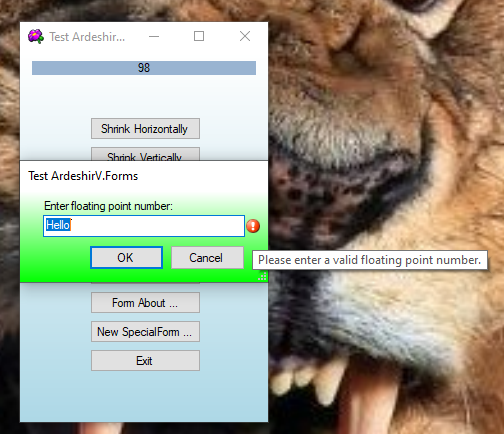 Test Ardeshir...
98
Shrink Horizontally
Shrink Vertically
Test ArdeshirV.Forms
Enter floating point number:
Hello
OK
Cancel
Please enter a valid floating point number.
Form About ...
New SpecialForm ...
Exit